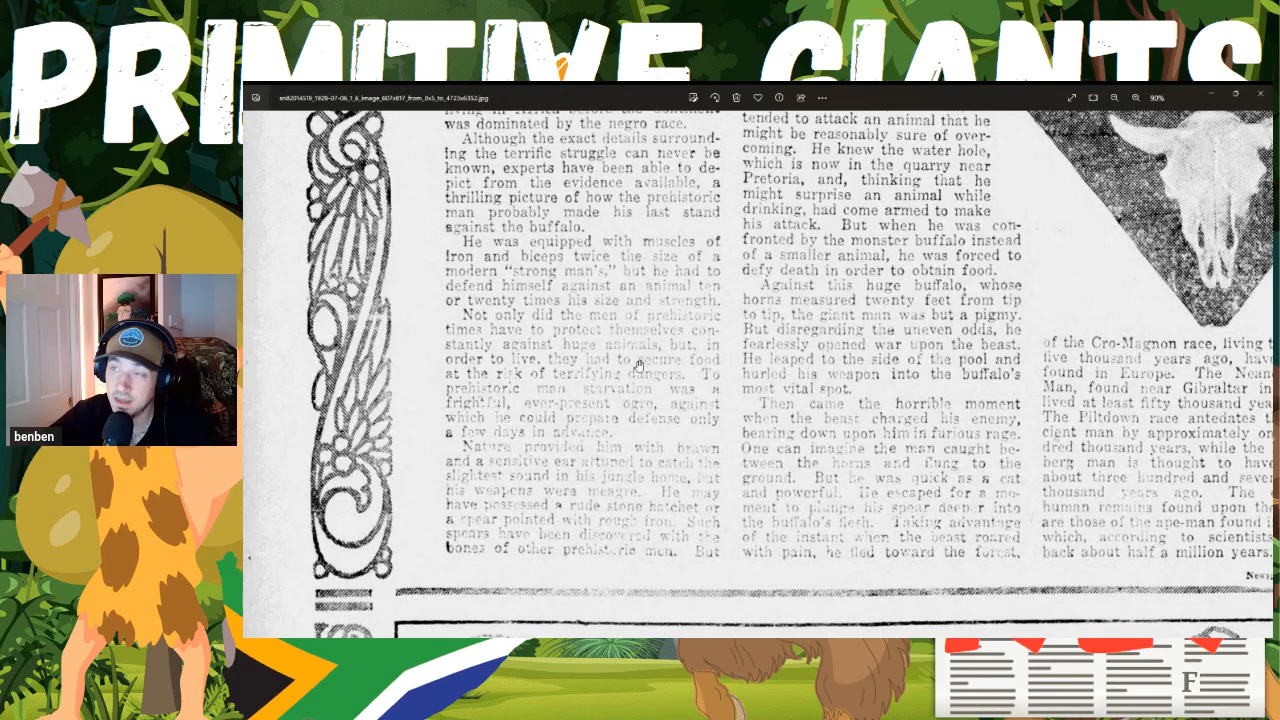 PRIMITIVE GIANTS
sn82014519_1929-07-06_1_6_image_607x817_from_0x5_to_4723x6352.jpg
90%
was dominated by the negro race.
Although the exact details surround-
ing the terrific struggle can never be
known, experts have been able to de-
pict from the evidence available, a
thrilling picture of how the prehistoric
man probably made his last stand
against the buffalo.
He was equipped with muscles of
iron and biceps twice the size of a
modern "strong man's," but he had to
defend himself against an animal ten
or twenty times his size and strength.
Not only did the men of prehistoric
times have to protect themselves con-
stantly against huge animals, but, in
order to live, they had to secure food
at the risk of terrifying dangers. To
prehistoric man starvation was a
frightful, ever-present ogre, against
which he could prepare defense only
a few days in advance.
Nature provided him with brawn
and a sensitive ear attuned to catch the
slightest sound in his jungle home, but
his weapons were meagre. He may
have possessed a rude stone hatchet or
a spear pointed with rough iron. Such
spears have been discovered with the
bones of other prehistoric men. But
tended to attack an animal that he
might be reasonably sure of over-
coming. He knew the water hole,
which is now in the quarry near
Pretoria, and, thinking that he
might surprise an animal while
drinking, had come armed to make
his attack. But when he was con-
fronted by the monster buffalo instead
of a smaller animal, he was forced to
defy death in order to obtain food.
Against this huge buffalo, whose
horns measured twenty feet from tip
to tip, the giant man was but a pigmy.
But disregarding the uneven odds, he
fearlessly opened war upon the beast.
He leaped to the side of the pool and
hurled his weapon into the buffalo's
most vital spot.
Then came the horrible moment
when the beast charged his enemy,
bearing down upon him in furious rage.
One can imagine the man caught be-
tween the horns and flung to the
ground. But he was quick as a cat
and powerful. He escaped for a mo-
ment to plunge his spear deeper into
the buffalo's flesh. Taking advantage
of the instant when the beast roared
with pain, he fled toward the forest,
of the Cro-Magnon race, living t
five thousand years ago, have
found in Europe. The Nean
Man, found near Gibraltar in
lived at least fifty thousand yea
The Piltdown race antedates t
cient man by approximately on
dred thousand years, while the
berg man is thought to have
about three hundred and seven
thousand years ago. The
human remains found upon the
are those of the ape-man found i
which, according to scientists
back about half a million years.
News
benben
F